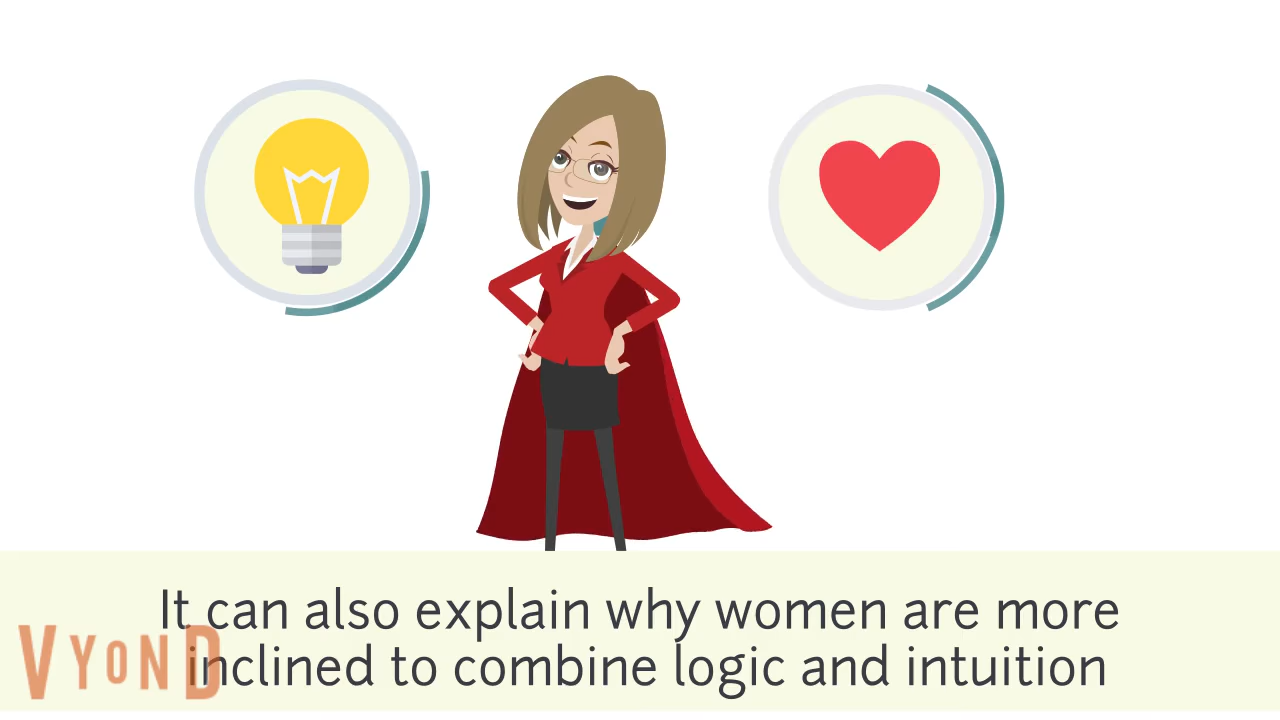 It can also explain why women are more
inclined to combine logic and intuition
VYOND